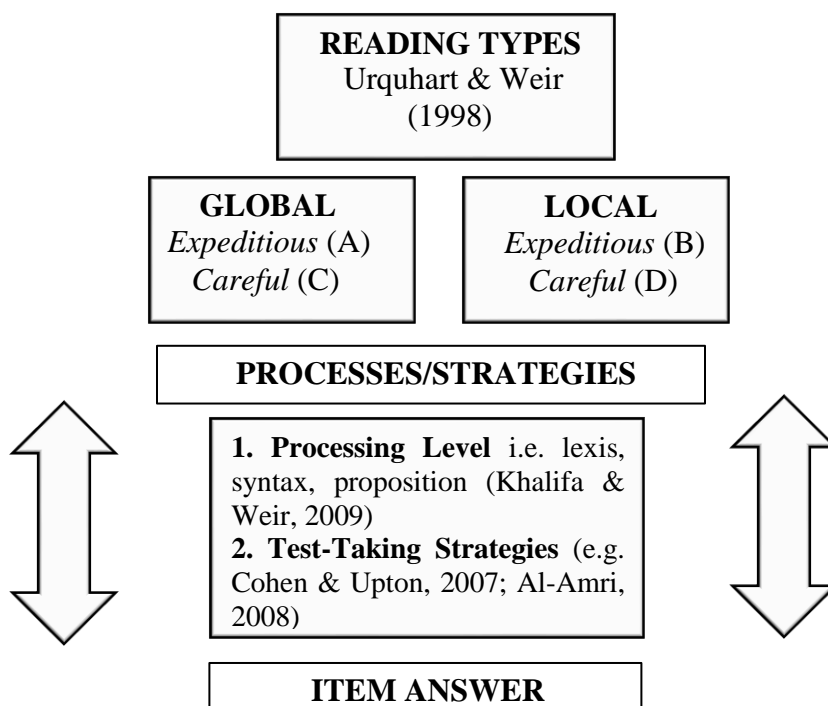 READING TYPES
Urquhart & Weir
(1998)
GLOBAL
Expeditious (A)
Careful (C)
LOCAL
Expeditious (B)
Careful (D)
PROCESSES/STRATEGIES
1. Processing Level i.e. lexis,
syntax, proposition (Khalifa &
Weir, 2009)
2. Test-Taking Strategies (e.g.
Cohen & Upton, 2007; Al-Amri,
2008)
ITEM ANSWER